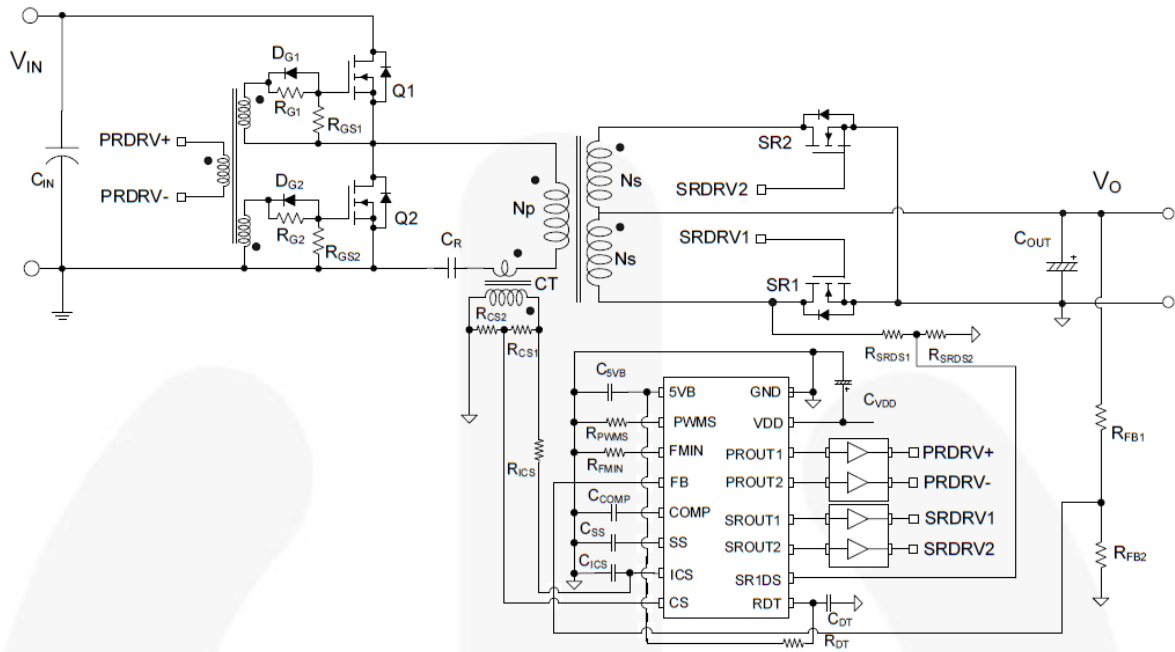 VIN
CIN
PRDRV+
PRDRV-
DG1
RG1
RGS1
Q1
DG2
RG2
RGS2
Q2
CR
Np
CT
Ns
Ns
SR2
SRDRV2
SRDRV1
SR1
VO
COUT
RCS2
RCS1
RICS
RSRDS1
RSRDS2
RFB1
RFB2
C5VB
RPWMS
RFMIN
CCOMP
CSS
CICS
5VB
PWMS
FMIN
FB
COMP
SS
ICS
CS
GND
VDD
PROUT1
PROUT2
SROUT1
SROUT2
SR1DS
RDT
CVDD
PRDRV+
PRDRV-
SRDRV1
SRDRV2
CDT
RDT